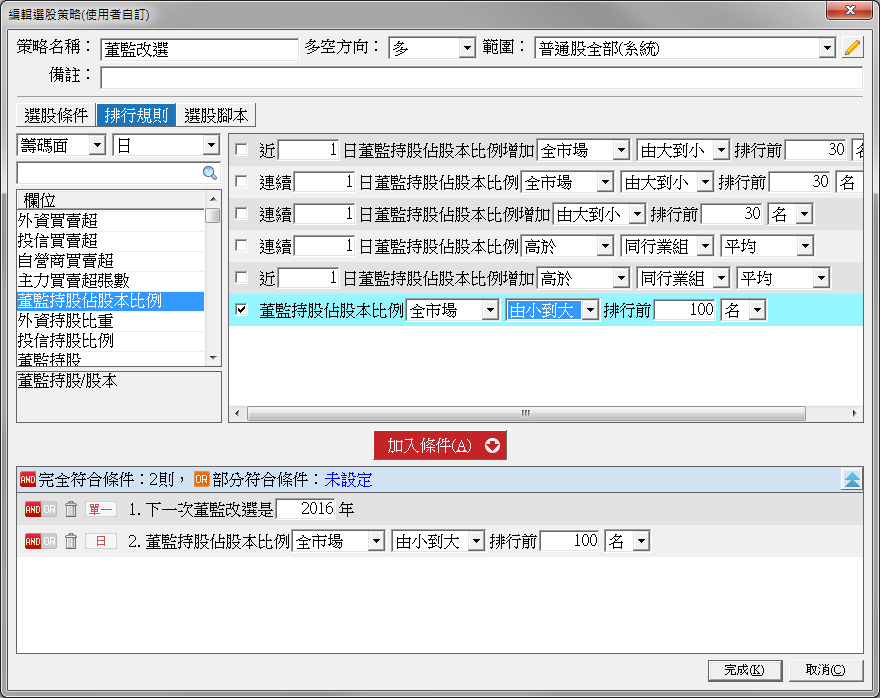 編輯選股策略(使用者自訂)
策略名稱： 董監改選 多空方向： 多 範圍： 普通股全部(系統)
備註：
選股條件 排行規則 選股腳本
籌碼面 日
欄位
外資買賣超
投信買賣超
自營商買賣超
主力買賣超張數
董監持股佔股本比例
外資持股比重
投信持股比例
董監持股
董監持股/股本
近 1 日董監持股佔股本比例增加 全市場 由大到小 排行前 30 名
連續 1 日董監持股佔股本比例 全市場 由大到小 排行前 30 名
連續 1 日董監持股佔股本比例增加 由大到小 排行前 30 名
連續 1 日董監持股佔股本比例 高於 同行業組 平均
近 1 日董監持股佔股本比例增加 高於 同行業組 平均
董監持股佔股本比例 全市場 由小到大 排行前 100 名
加入條件(A)
AND 完全符合條件：2則， OR 部分符合條件：未設定
AND OR 單一 1. 下一次董監改選是 2016 年
AND OR 日 2. 董監持股佔股本比例 全市場 由小到大 排行前 100 名
完成(K) 取消(C)